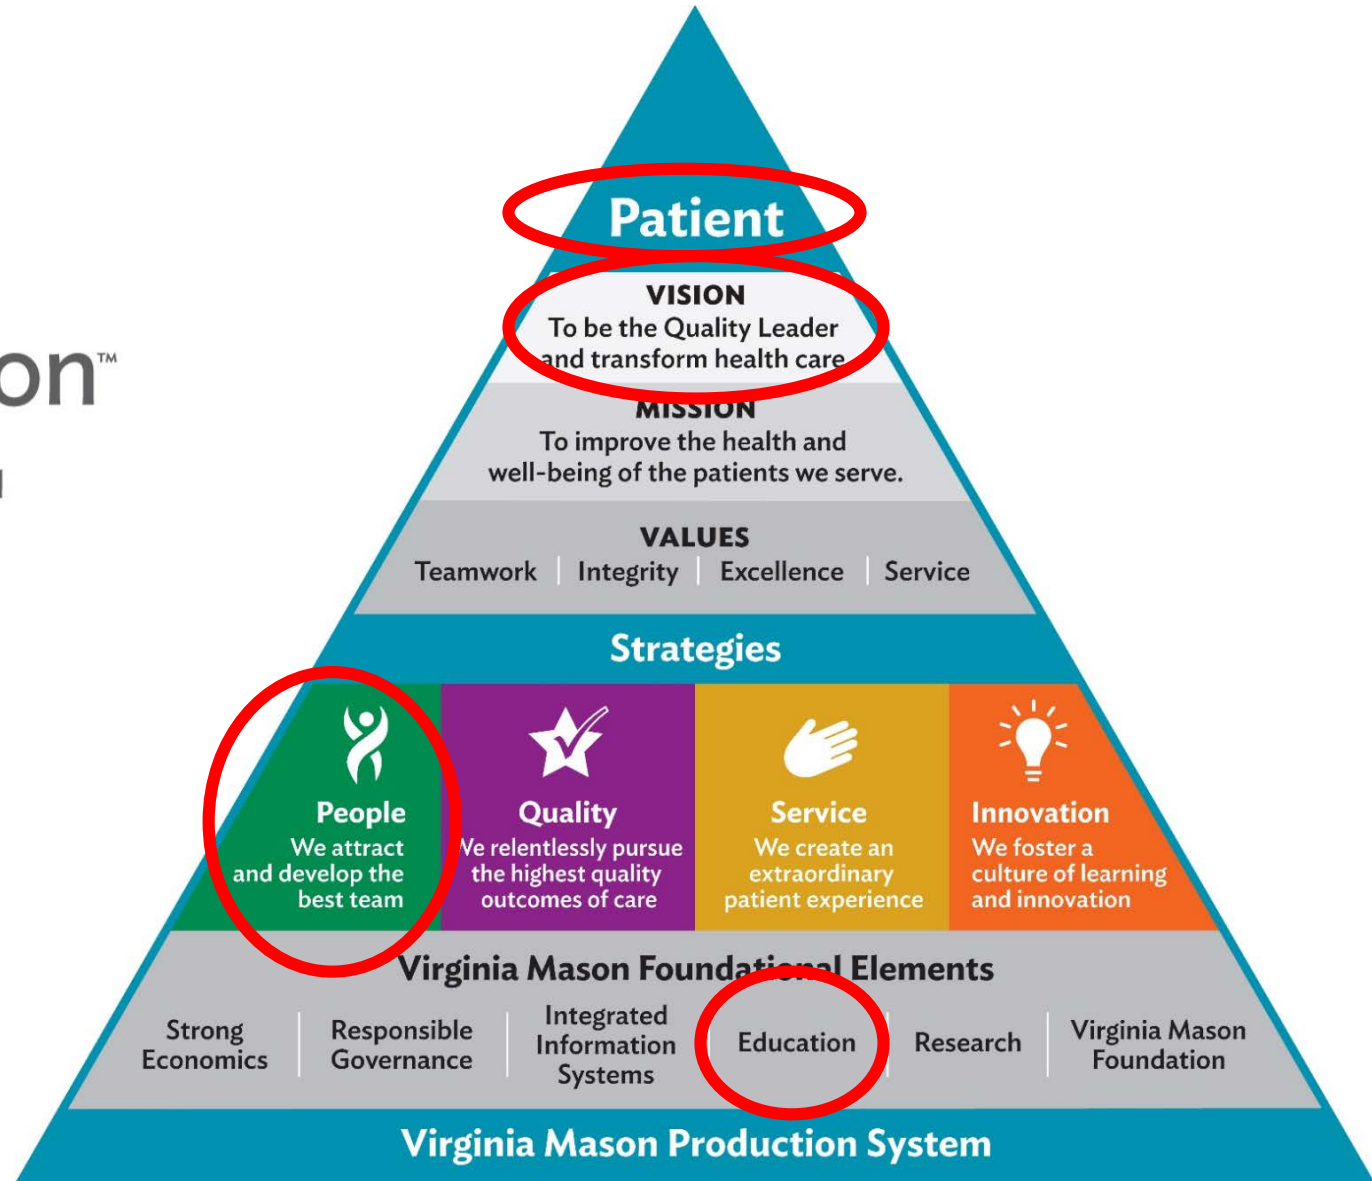 Patient
VISION
To be the Quality Leader
and transform health care
MISSION
To improve the health and
well-being of the patients we serve.
VALUES
Teamwork Integrity Excellence Service
Strategies
People
We attract
and develop the
best team
Quality
We relentlessly pursue
the highest quality
outcomes of care
Service
We create an
extraordinary
patient experience
Innovation
We foster a
culture of learning
and innovation
Virginia Mason Foundational Elements
Strong
Economics
Responsible
Governance
Integrated
Information
Systems
Education
Research
Virginia Mason
Foundation
Virginia Mason Production System
on™